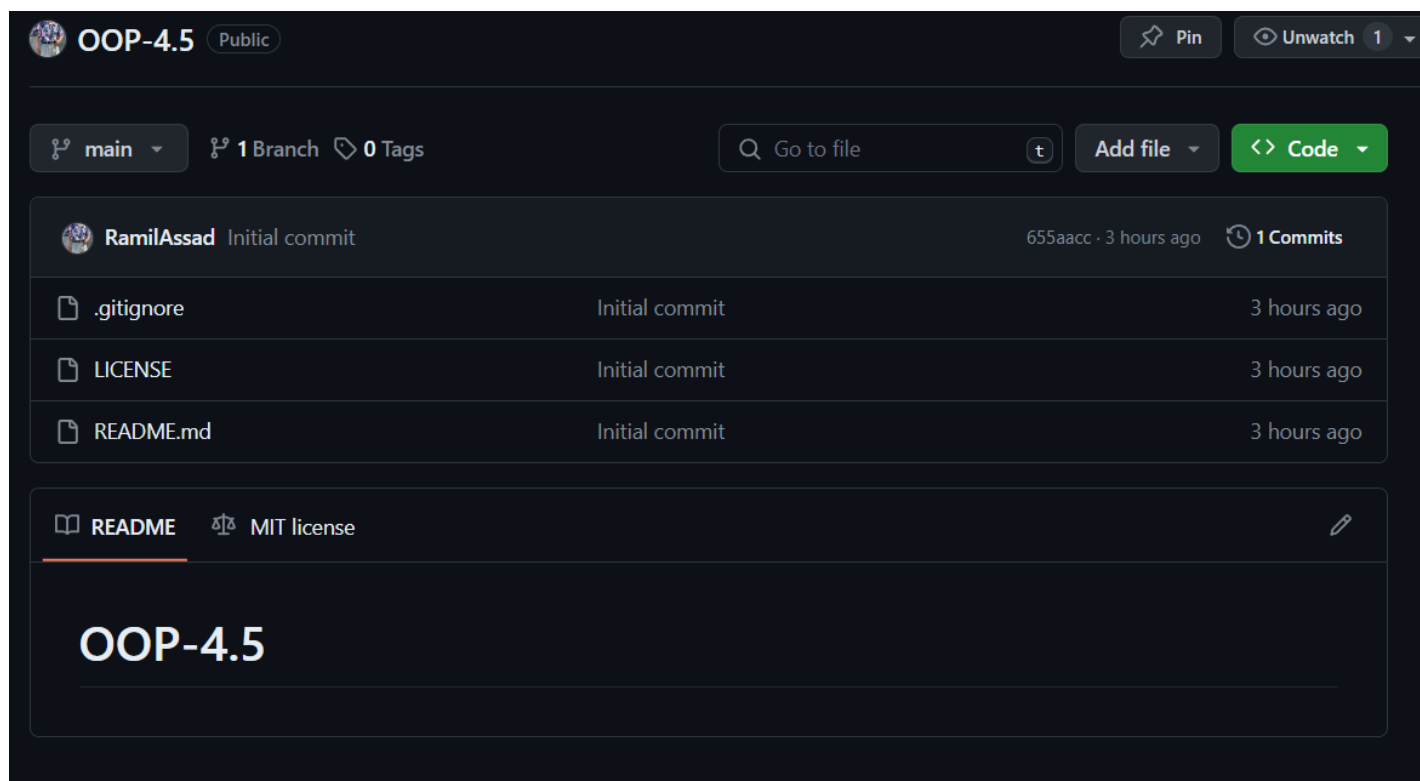 OOP-4.5 Public Pin Unwatch 1
main 1 Branch 0 Tags Go to file t Add file Code
RamilAssad Initial commit 655aacc · 3 hours ago 1 Commits
.gitignore Initial commit 3 hours ago
LICENSE Initial commit 3 hours ago
README.md Initial commit 3 hours ago
README MIT license
OOP-4.5